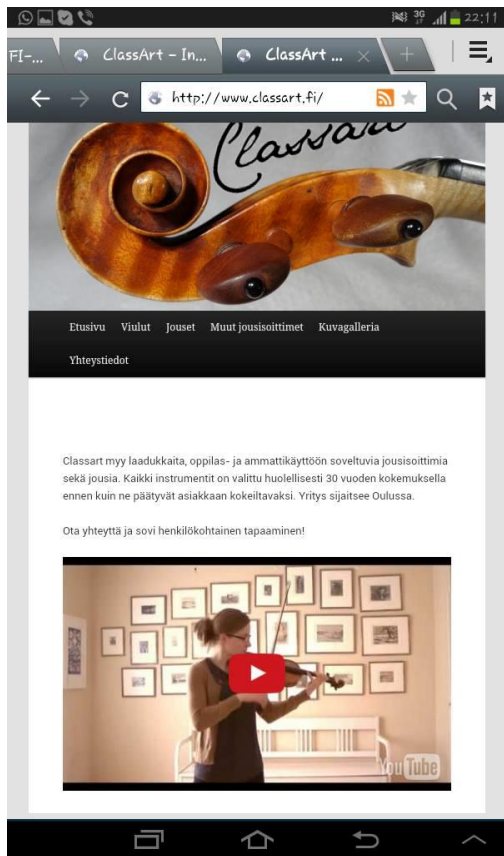 3G 22:11
FI-...
ClassArt – In...
ClassArt ...
http://www.classart.fi/
Classart
Etusivu Viulut Jouset Muut jousisoittimet Kuvagalleria
Yhteystiedot
Classart myy laadukkaita, oppilas- ja ammattikäyttöön soveltuvia jousisoittimia
sekä jousia. Kaikki instrumentit on valittu huolellisesti 30 vuoden kokemuksella
ennen kuin ne päätyvät asiakkaan kokeiltavaksi. Yritys sijaitsee Oulussa.
Ota yhteyttä ja sovi henkilökohtainen tapaaminen!
YouTube